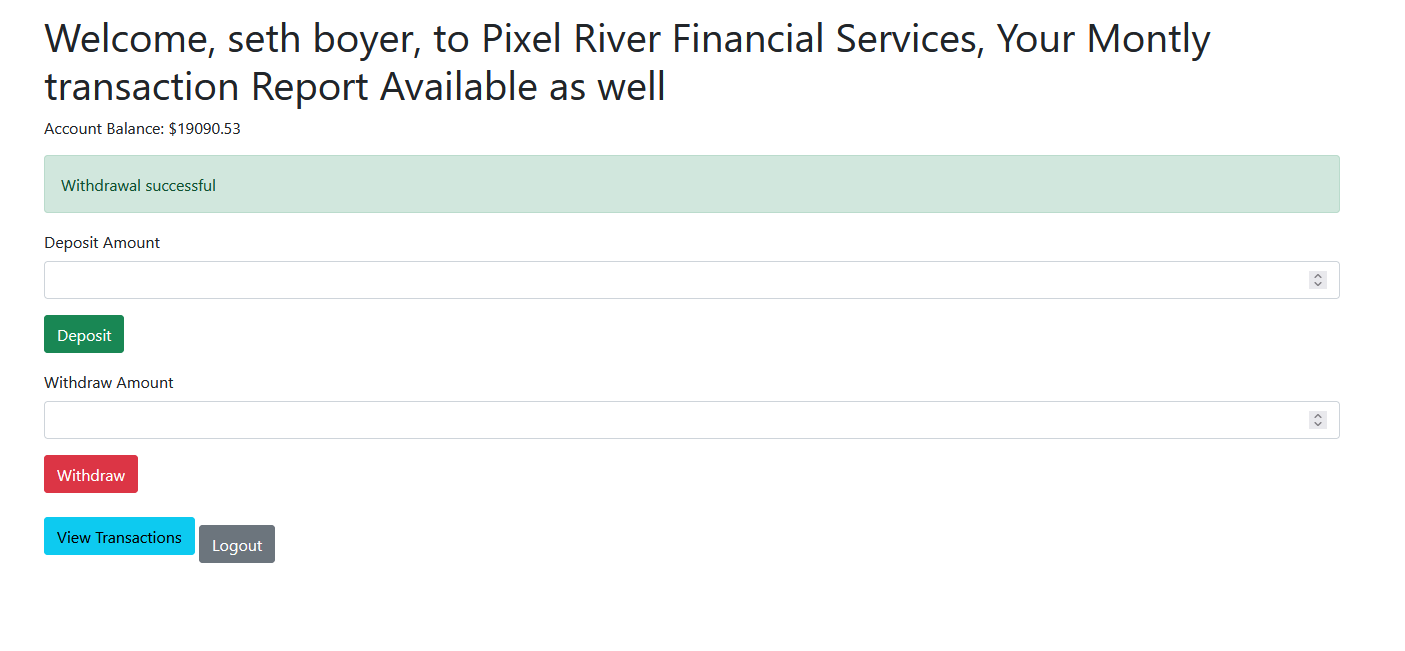 Welcome, seth boyer, to Pixel River Financial Services, Your Montly
transaction Report Available as well
Account Balance: $19090.53
Withdrawal successful
Deposit Amount
Deposit
Withdraw Amount
Withdraw
View Transactions
Logout